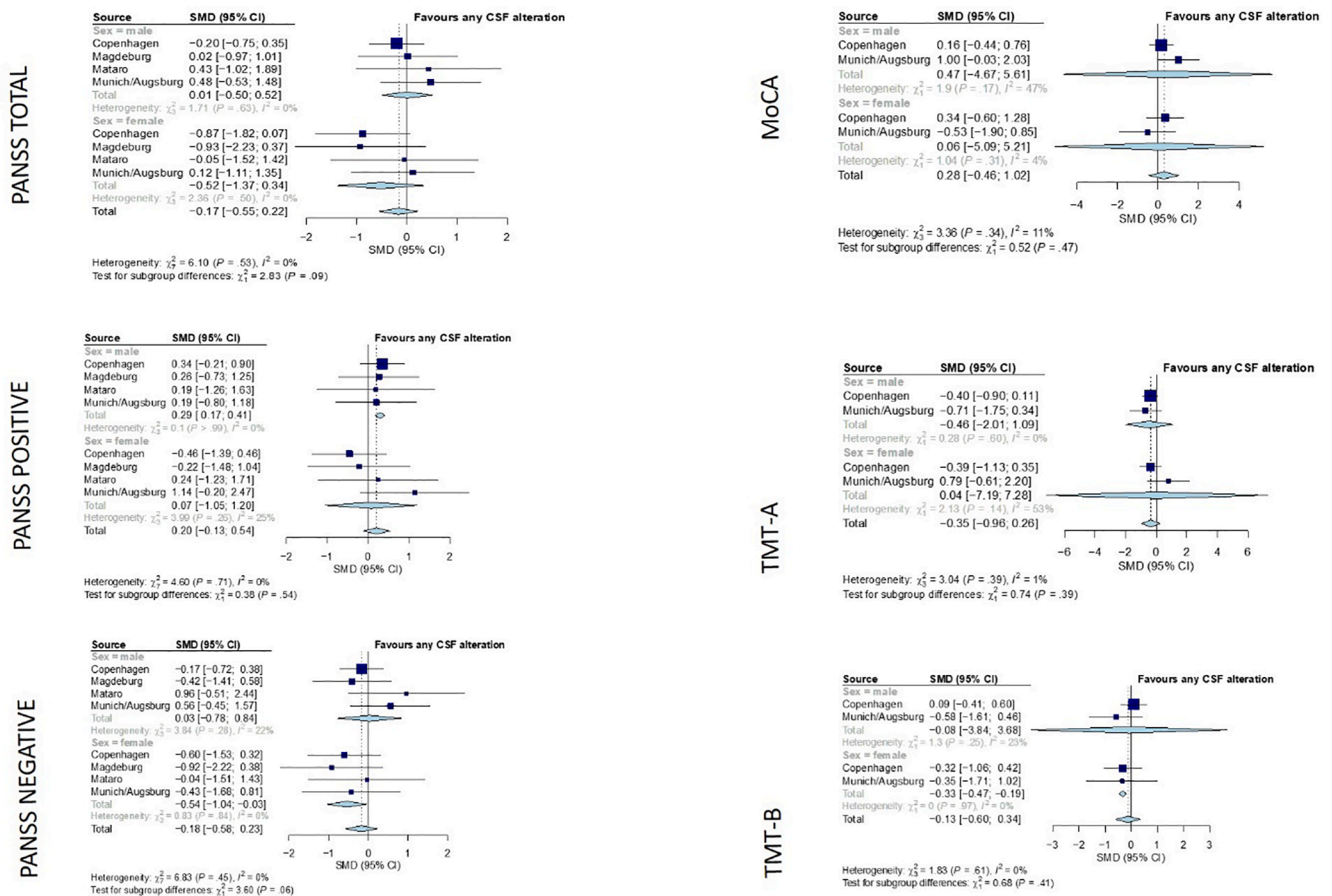 PANSS TOTAL
Source SMD (95% CI) Favours any CSF alteration
Sex = male
Copenhagen −0.20 [−0.75; 0.35]
Magdeburg 0.02 [−0.97; 1.01]
Mataro 0.43 [−1.02; 1.89]
Munich/Augsburg 0.48 [−0.53; 1.48]
Total 0.01 [−0.50; 0.52]
Heterogeneity: χ²₃ = 1.71 (P = .63), I² = 0%
Sex = female
Copenhagen −0.87 [−1.82; 0.07]
Magdeburg −0.93 [−2.23; 0.37]
Mataro −0.05 [−1.52; 1.42]
Munich/Augsburg 0.12 [−1.11; 1.35]
Total −0.52 [−1.37; 0.34]
Heterogeneity: χ²₃ = 2.36 (P = .50), I² = 0%
Total −0.17 [−0.55; 0.22]
−2 −1 0 1 2
SMD (95% CI)
Heterogeneity: χ²₇ = 6.10 (P = .53), I² = 0%
Test for subgroup differences: χ²₁ = 2.83 (P = .09)
PANSS POSITIVE
Source SMD (95% CI) Favours any CSF alteration
Sex = male
Copenhagen 0.34 [−0.21; 0.90]
Magdeburg 0.26 [−0.73; 1.25]
Mataro 0.19 [−1.26; 1.63]
Munich/Augsburg 0.19 [−0.80; 1.18]
Total 0.29 [ 0.17; 0.41]
Heterogeneity: χ²₃ = 0.1 (P > .99), I² = 0%
Sex = female
Copenhagen −0.46 [−1.39; 0.46]
Magdeburg −0.22 [−1.48; 1.04]
Mataro 0.24 [−1.23; 1.71]
Munich/Augsburg 1.14 [−0.20; 2.47]
Total 0.07 [−1.05; 1.20]
Heterogeneity: χ²₃ = 3.99 (P = .26), I² = 25%
Total 0.20 [−0.13; 0.54]
−2 −1 0 1 2
SMD (95% CI)
Heterogeneity: χ²₇ = 4.60 (P = .71), I² = 0%
Test for subgroup differences: χ²₁ = 0.38 (P = .54)
PANSS NEGATIVE
Source SMD (95% CI) Favours any CSF alteration
Sex = male
Copenhagen −0.17 [−0.72; 0.38]
Magdeburg −0.42 [−1.41; 0.58]
Mataro 0.96 [−0.51; 2.44]
Munich/Augsburg 0.56 [−0.45; 1.57]
Total 0.03 [−0.78; 0.84]
Heterogeneity: χ²₃ = 3.84 (P = .28), I² = 22%
Sex = female
Copenhagen −0.60 [−1.53; 0.32]
Magdeburg −0.92 [−2.22; 0.38]
Mataro −0.04 [−1.51; 1.43]
Munich/Augsburg −0.43 [−1.68; 0.81]
Total −0.54 [−1.04; −0.03]
Heterogeneity: χ²₃ = 0.83 (P = .84), I² = 0%
Total −0.18 [−0.58; 0.23]
−2 −1 0 1 2
SMD (95% CI)
Heterogeneity: χ²₇ = 6.83 (P = .45), I² = 0%
Test for subgroup differences: χ²₁ = 3.60 (P = .06)
MoCA
Source SMD (95% CI) Favours any CSF alteration
Sex = male
Copenhagen 0.16 [−0.44; 0.76]
Munich/Augsburg 1.00 [−0.03; 2.03]
Total 0.47 [−4.67; 5.61]
Heterogeneity: χ²₁ = 1.9 (P = .17), I² = 47%
Sex = female
Copenhagen 0.34 [−0.60; 1.28]
Munich/Augsburg −0.53 [−1.90; 0.85]
Total 0.06 [−5.09; 5.21]
Heterogeneity: χ²₁ = 1.04 (P = .31), I² = 4%
Total 0.28 [−0.46; 1.02]
−4 −2 0 2 4
SMD (95% CI)
Heterogeneity: χ²₃ = 3.36 (P = .34), I² = 11%
Test for subgroup differences: χ²₁ = 0.52 (P = .47)
TMT-A
Source SMD (95% CI) Favours any CSF alteration
Sex = male
Copenhagen −0.40 [−0.90; 0.11]
Munich/Augsburg −0.71 [−1.75; 0.34]
Total −0.46 [−2.01; 1.09]
Heterogeneity: χ²₁ = 0.28 (P = .60), I² = 0%
Sex = female
Copenhagen −0.39 [−1.13; 0.35]
Munich/Augsburg 0.79 [−0.61; 2.20]
Total 0.04 [−7.19; 7.28]
Heterogeneity: χ²₁ = 2.13 (P = .14), I² = 53%
Total −0.35 [−0.96; 0.26]
−6 −4 −2 0 2 4 6
SMD (95% CI)
Heterogeneity: χ²₃ = 3.04 (P = .39), I² = 1%
Test for subgroup differences: χ²₁ = 0.74 (P = .39)
TMT-B
Source SMD (95% CI) Favours any CSF alteration
Sex = male
Copenhagen 0.09 [−0.41; 0.60]
Munich/Augsburg −0.58 [−1.61; 0.46]
Total −0.08 [−3.84; 3.68]
Heterogeneity: χ²₁ = 1.3 (P = .25), I² = 23%
Sex = female
Copenhagen −0.32 [−1.06; 0.42]
Munich/Augsburg −0.35 [−1.71; 1.02]
Total −0.33 [−0.47; −0.19]
Heterogeneity: χ²₁ = 0 (P = .97), I² = 0%
Total −0.13 [−0.60; 0.34]
−3 −2 −1 0 1 2 3
SMD (95% CI)
Heterogeneity: χ²₃ = 1.83 (P = .61), I² = 0%
Test for subgroup differences: χ²₁ = 0.68 (P = .41)